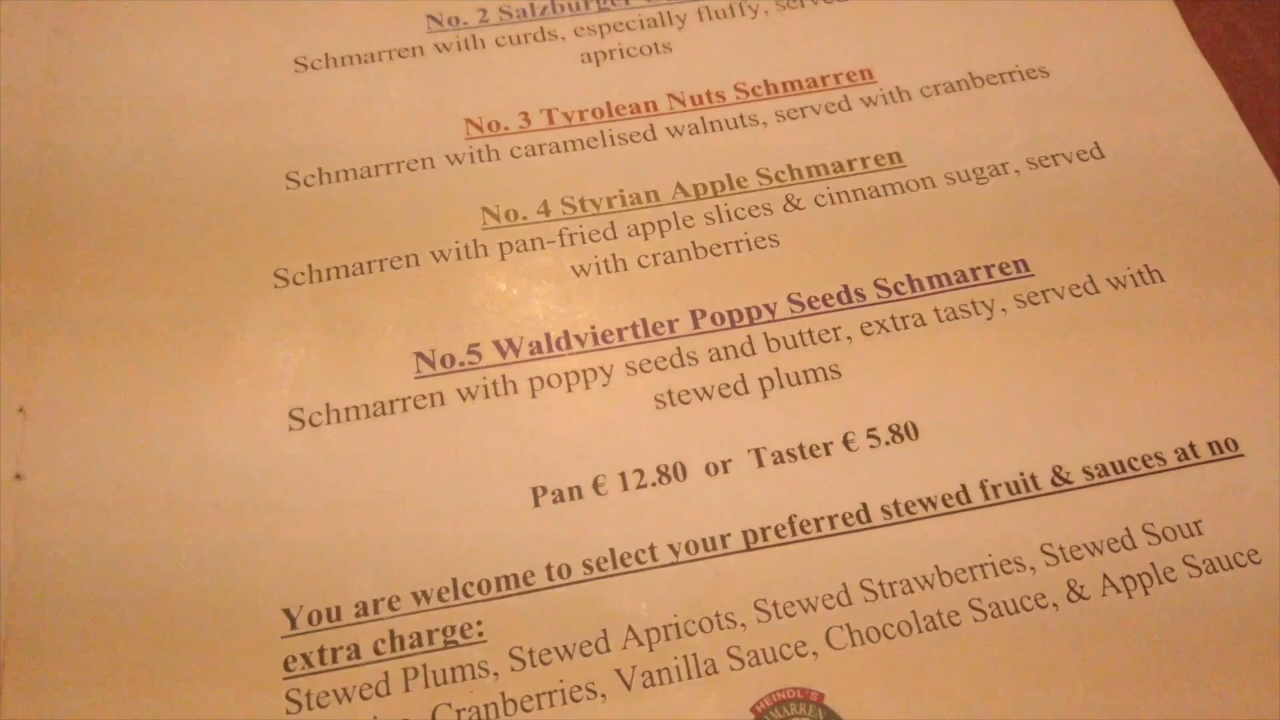 No. 2 Salzburger
Schmarren with curds, especially fluffy, served
apricots
No. 3 Tyrolean Nuts Schmarren
Schmarrren with caramelised walnuts, served with cranberries
No. 4 Styrian Apple Schmarren
Schmarren with pan-fried apple slices & cinnamon sugar, served
with cranberries
No.5 Waldviertler Poppy Seeds Schmarren
Schmarren with poppy seeds and butter, extra tasty, served with
stewed plums
Pan € 12.80 or Taster € 5.80
You are welcome to select your preferred stewed fruit & sauces at no
extra charge:
Stewed Plums, Stewed Apricots, Stewed Strawberries, Stewed Sour
Cranberries, Vanilla Sauce, Chocolate Sauce, & Apple Sauce
HEINDL'S